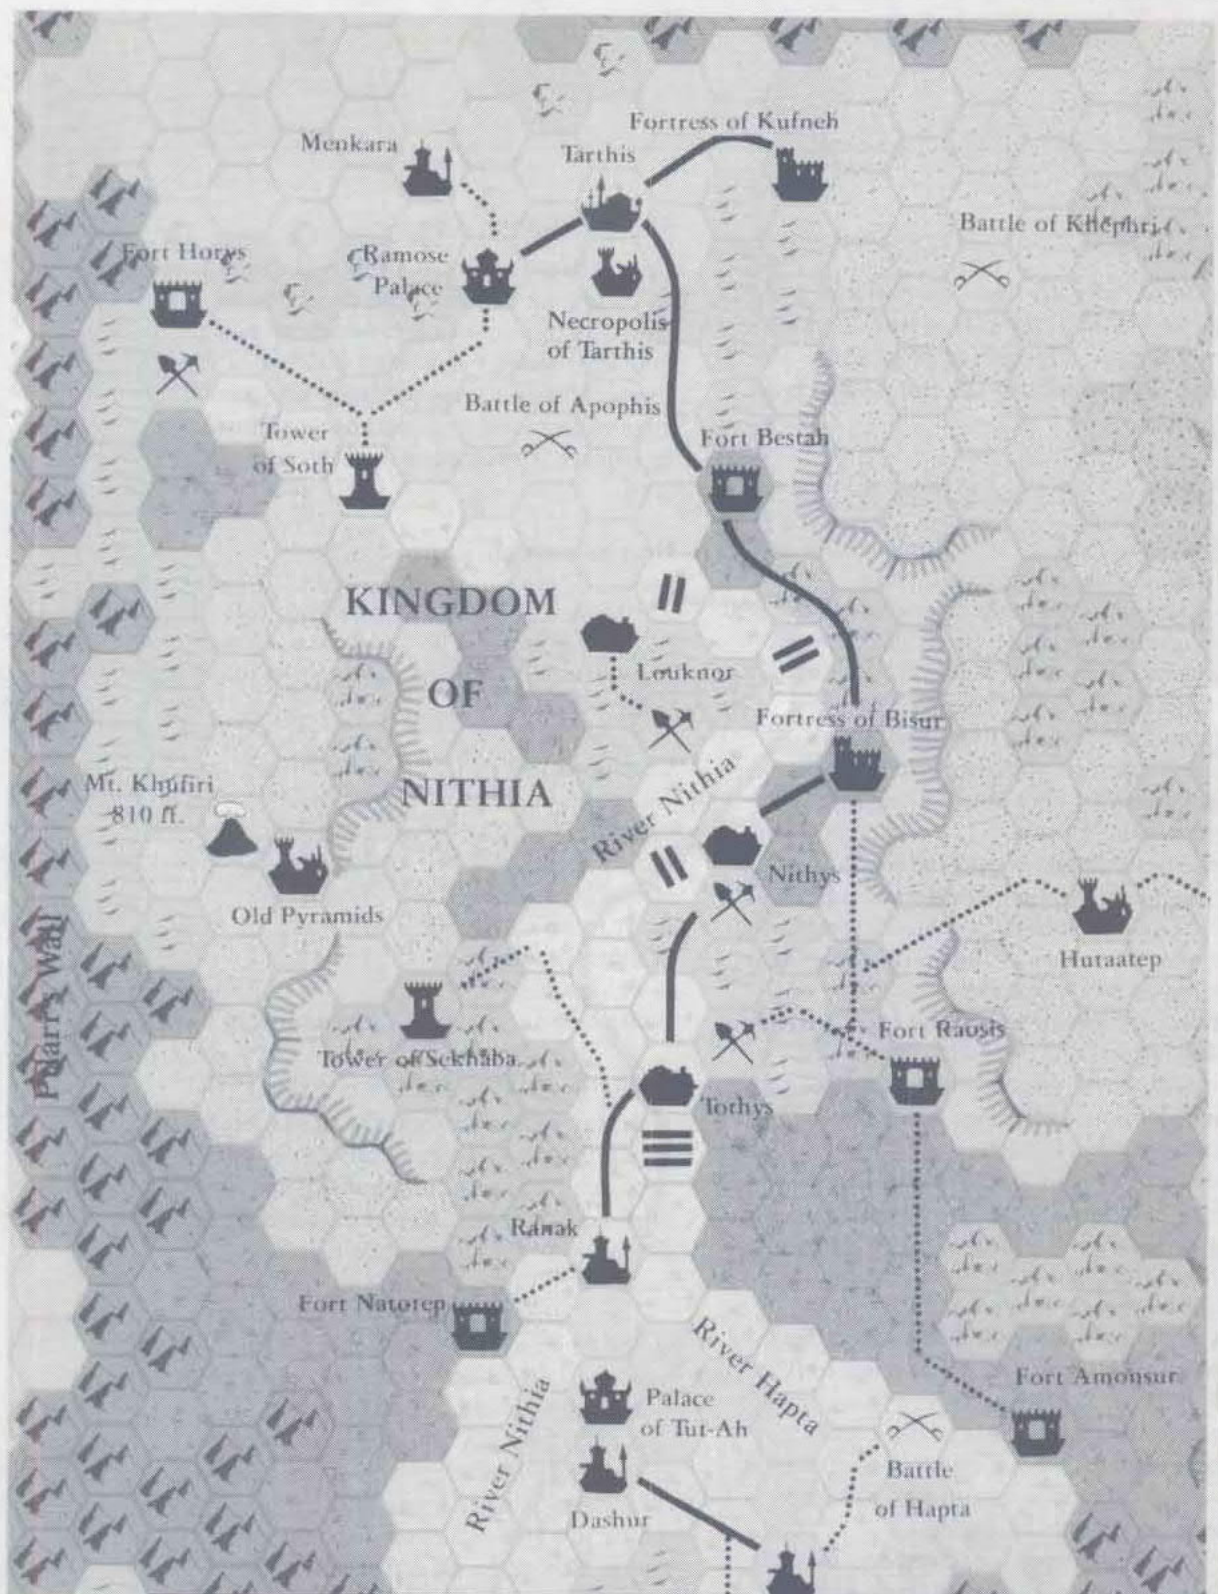 Fortress of Kufneh
Menkara
Tarthis
Battle of Khephri
Fort Horys
Ramose
Palace
Necropolis
of Tarthis
Battle of Apophis
Tower
of Soth
Fort Bestah
KINGDOM
OF
NITHIA
Louknor
Fortress of Bisur
River Nithia
Mt. Khufiri
810 ft.
Nithys
Old Pyramids
Hutaatep
Pharr's Wall
Fort Raosis
Tower of Sekhaba
Tothys
Ranak
Fort Natotep
River Hapta
Fort Amonsur
River Nithia
Palace
of Tut-Ah
Battle
of Hapta
Dashur